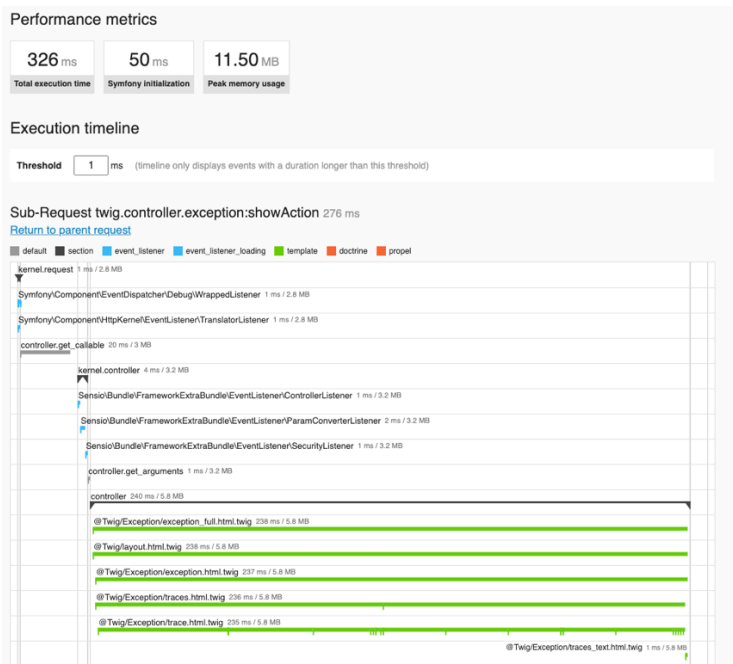 Performance metrics
326 ms 50 ms 11.50 MB
Total execution time Symfony initialization Peak memory usage
Execution timeline
Threshold 1 ms (timeline only displays events with a duration longer than this threshold)
Sub-Request twig.controller.exception:showAction 276 ms
Return to parent request
default section event_listener event_listener_loading template doctrine propel
kernel.request 1 ms / 2.8 MB
Symfony\Component\EventDispatcher\Debug\WrappedListener 1 ms / 2.8 MB
Symfony\Component\HttpKernel\EventListener\TranslatorListener 1 ms / 2.8 MB
controller.get_callable 20 ms / 3 MB
kernel.controller 4 ms / 3.2 MB
Sensio\Bundle\FrameworkExtraBundle\EventListener\ControllerListener 1 ms / 3.2 MB
Sensio\Bundle\FrameworkExtraBundle\EventListener\ParamConverterListener 2 ms / 3.2 MB
Sensio\Bundle\FrameworkExtraBundle\EventListener\SecurityListener 1 ms / 3.2 MB
controller.get_arguments 1 ms / 3.2 MB
controller 240 ms / 5.8 MB
@Twig/Exception/exception_full.html.twig 238 ms / 5.8 MB
@Twig/layout.html.twig 238 ms / 5.8 MB
@Twig/Exception/exception.html.twig 237 ms / 5.8 MB
@Twig/Exception/traces.html.twig 236 ms / 5.8 MB
@Twig/Exception/trace.html.twig 235 ms / 5.8 MB
@Twig/Exception/traces_text.html.twig 1 ms / 5.8 MB